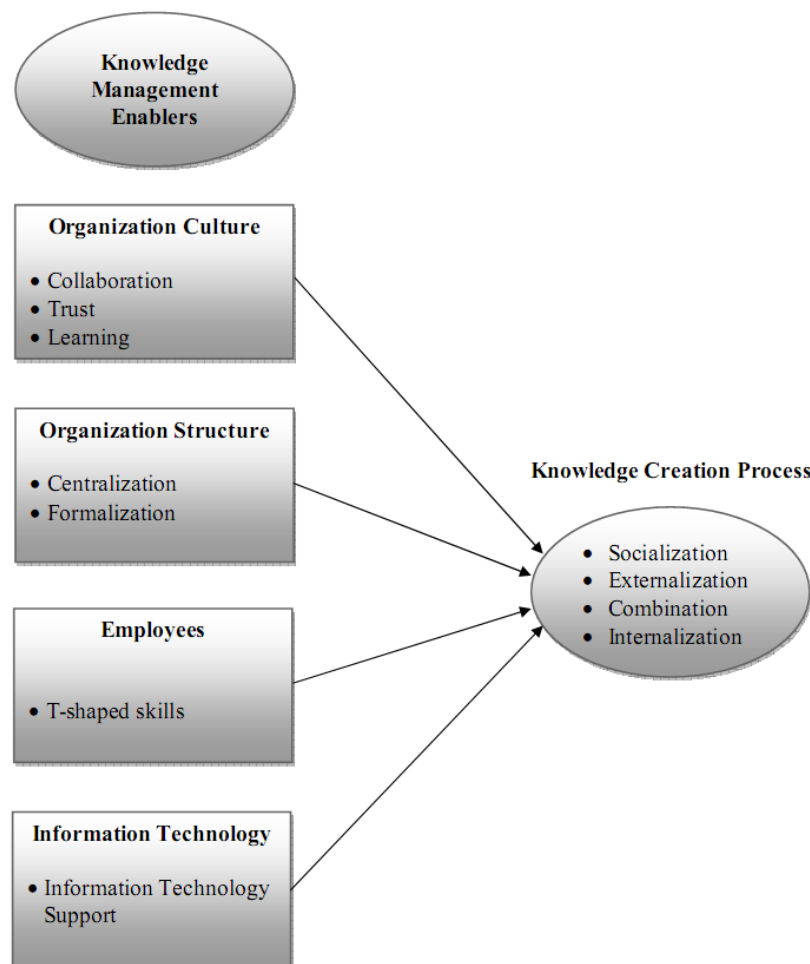 Knowledge
Management
Enablers
Organization Culture
• Collaboration
• Trust
• Learning
Organization Structure
• Centralization
• Formalization
Employees
• T-shaped skills
Information Technology
• Information Technology
Support
Knowledge Creation Process
• Socialization
• Externalization
• Combination
• Internalization